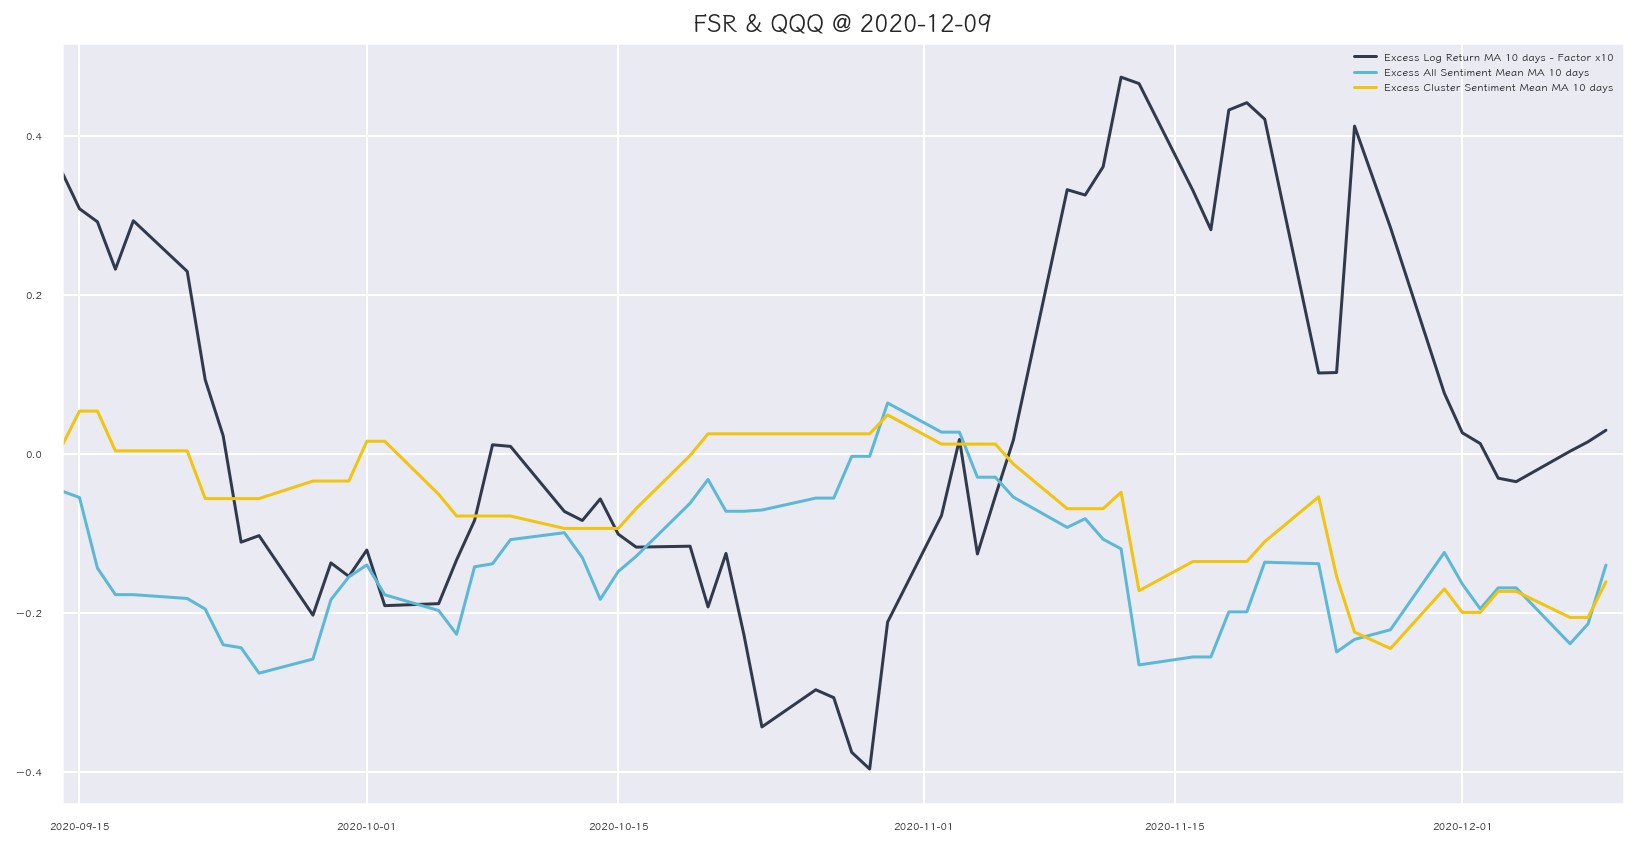 FSR & QQQ @ 2020-12-09
Excess Log Return MA 10 days - Factor x10
Excess All Sentiment Mean MA 10 days
Excess Cluster Sentiment Mean MA 10 days
0.4
0.2
0.0
−0.2
−0.4
2020-09-15
2020-10-01
2020-10-15
2020-11-01
2020-11-15
2020-12-01